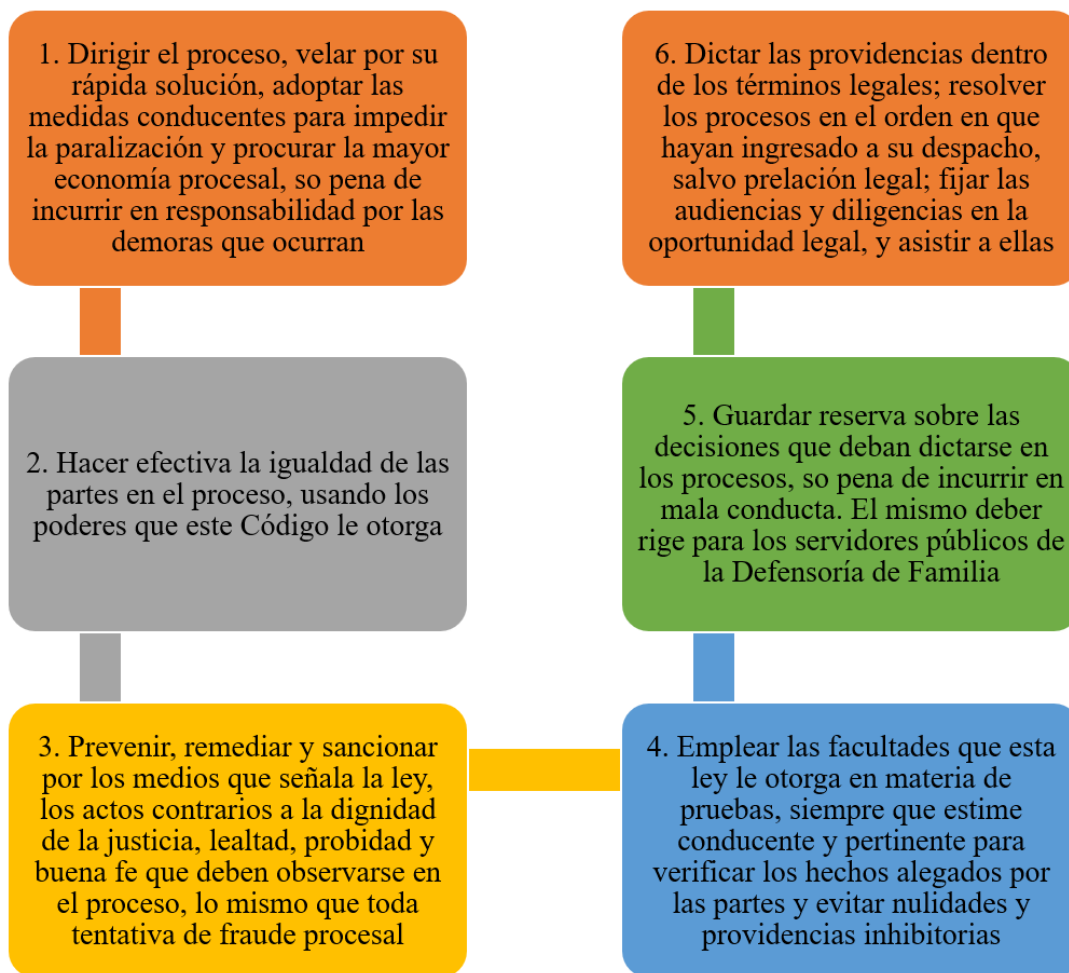 1. Dirigir el proceso, velar por su
rápida solución, adoptar las
medidas conducentes para impedir
la paralización y procurar la mayor
economía procesal, so pena de
incurrir en responsabilidad por las
demoras que ocurran
2. Hacer efectiva la igualdad de las
partes en el proceso, usando los
poderes que este Código le otorga
3. Prevenir, remediar y sancionar
por los medios que señala la ley,
los actos contrarios a la dignidad
de la justicia, lealtad, probidad y
buena fe que deben observarse en
el proceso, lo mismo que toda
tentativa de fraude procesal
4. Emplear las facultades que esta
ley le otorga en materia de
pruebas, siempre que estime
conducente y pertinente para
verificar los hechos alegados por
las partes y evitar nulidades y
providencias inhibitorias
5. Guardar reserva sobre las
decisiones que deban dictarse en
los procesos, so pena de incurrir en
mala conducta. El mismo deber
rige para los servidores públicos de
la Defensoría de Familia
6. Dictar las providencias dentro
de los términos legales; resolver
los procesos en el orden en que
hayan ingresado a su despacho,
salvo prelación legal; fijar las
audiencias y diligencias en la
oportunidad legal, y asistir a ellas